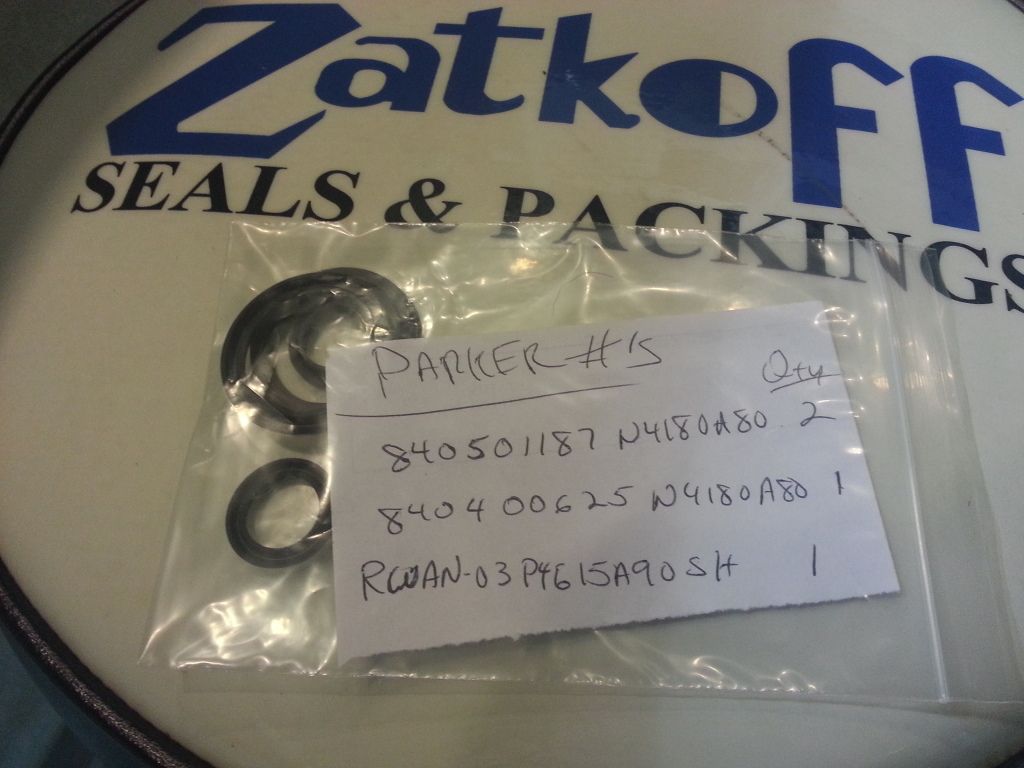 Zatkoff
SEALS & PACKINGS
PARKER #'s
Qty
840501187 N4180A80 2
840400625 N4180A80 1
RCWAN-03P4615A90SH 1